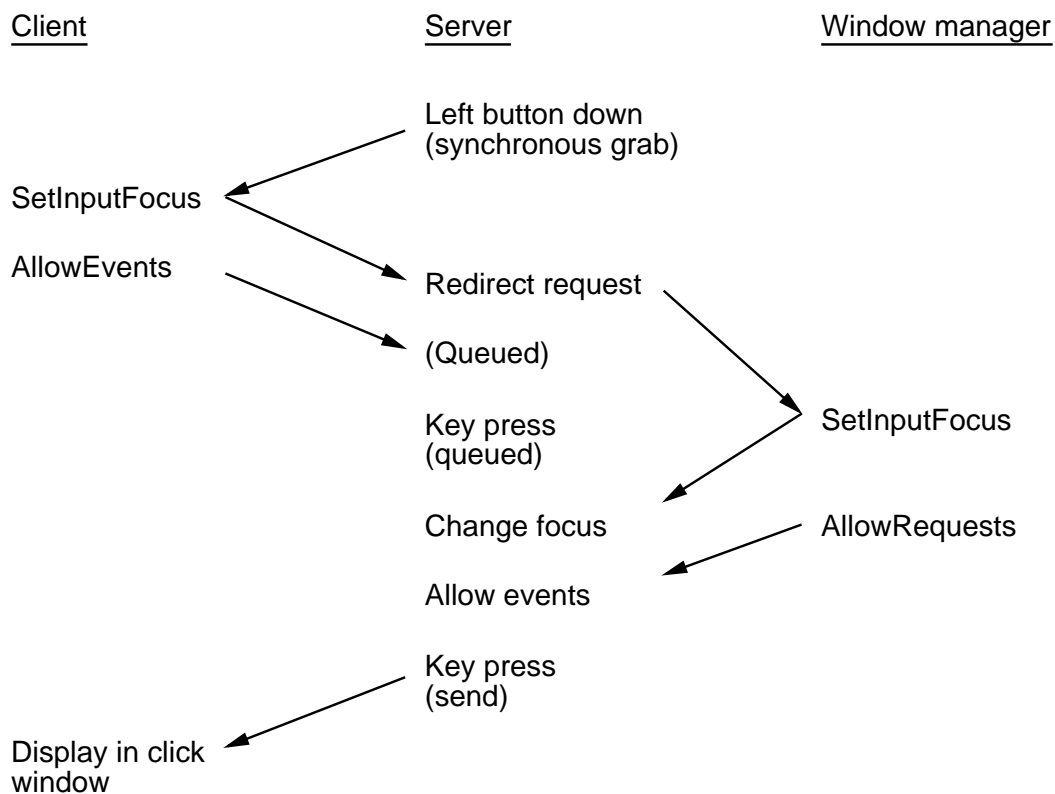 Client
Server
Window manager
Left button down
(synchronous grab)
SetInputFocus
AllowEvents
Redirect request
(Queued)
Key press
(queued)
SetInputFocus
Change focus
AllowRequests
Allow events
Key press
(send)
Display in click
window